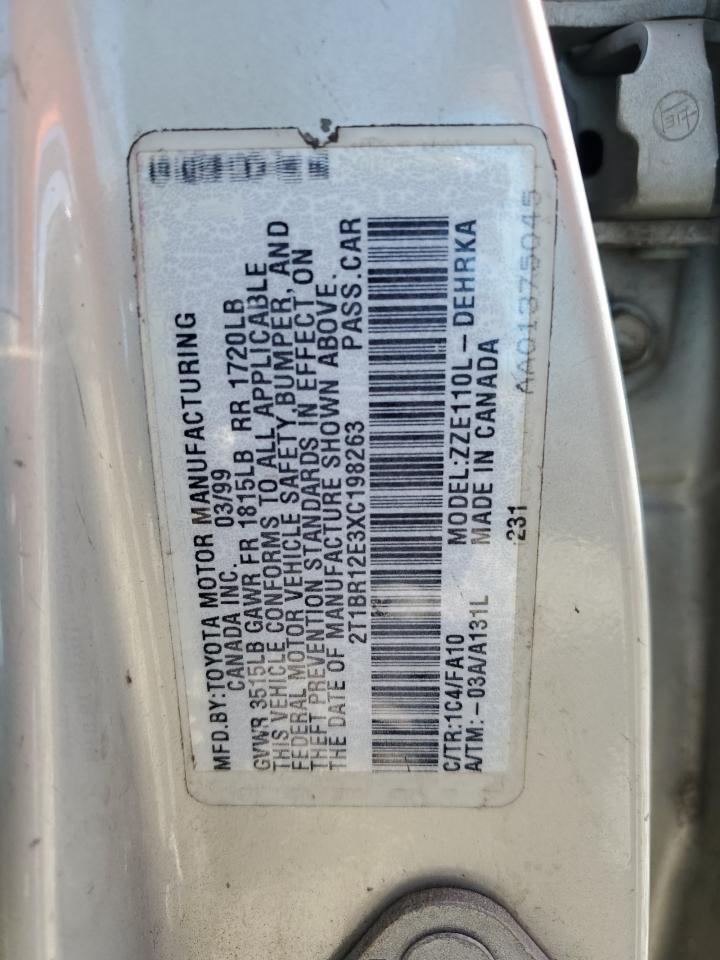 MFD.BY:TOYOTA MOTOR MANUFACTURING
CANADA INC. 03/99
GVWR 3515LB GAWR FR 1815LB RR 1720LB
THIS VEHICLE CONFORMS TO ALL APPLICABLE
FEDERAL MOTOR VEHICLE SAFETY, BUMPER, AND
THEFT PREVENTION STANDARDS IN EFFECT ON
THE DATE OF MANUFACTURE SHOWN ABOVE.
2T1BR12E3XC198263 PASS.CAR
C/TR:1C4/FA10 MODEL:ZZE110L-DEHRKA
A/TM:-03A/A131L MADE IN CANADA
231
AA01375045